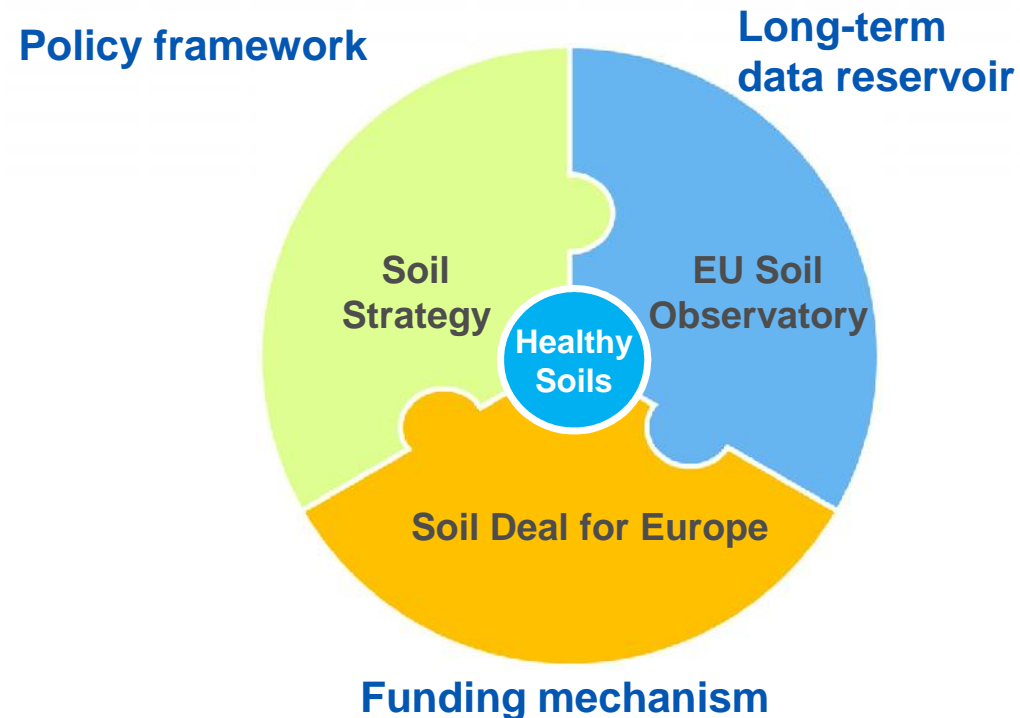 Policy framework
Long-term
data reservoir
Soil
Strategy
EU Soil
Observatory
Healthy
Soils
Soil Deal for Europe
Funding mechanism